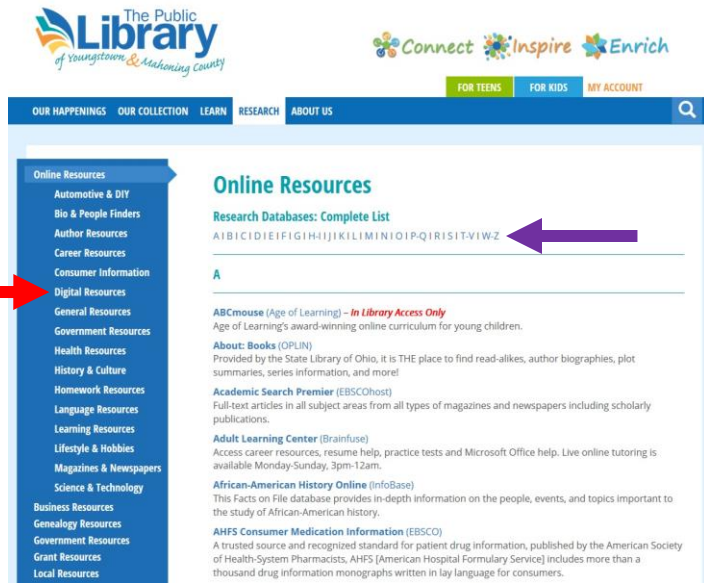 The Public
Library
of Youngstown & Mahoning County
Connect Inspire Enrich
FOR TEENS FOR KIDS MY ACCOUNT
OUR HAPPENINGS OUR COLLECTION LEARN RESEARCH ABOUT US
Online Resources
Automotive & DIY
Bio & People Finders
Author Resources
Career Resources
Consumer Information
Digital Resources
General Resources
Government Resources
Health Resources
History & Culture
Homework Resources
Language Resources
Learning Resources
Lifestyle & Hobbies
Magazines & Newspapers
Science & Technology
Business Resources
Genealogy Resources
Government Resources
Grant Resources
Local Resources
Online Resources
Research Databases: Complete List
A | B | C | D | E | F | G | H-I | J | K | L | M | N | O | P-Q | R | S | T-V | W-Z
A
ABCmouse (Age of Learning) – In Library Access Only
Age of Learning's award-winning online curriculum for young children.
About: Books (OPLIN)
Provided by the State Library of Ohio, it is THE place to find read-alikes, author biographies, plot
summaries, series information, and more!
Academic Search Premier (EBSCOhost)
Full-text articles in all subject areas from all types of magazines and newspapers including scholarly
publications.
Adult Learning Center (Brainfuse)
Access career resources, resume help, practice tests and Microsoft Office help. Live online tutoring is
available Monday-Sunday, 3pm-12am.
African-American History Online (InfoBase)
This Facts on File database provides in-depth information on the people, events, and topics important to
the study of African-American history.
AHFS Consumer Medication Information (EBSCO)
A trusted source and recognized standard for patient drug information, published by the American Society
of Health-System Pharmacists, AHFS [American Hospital Formulary Service] includes more than a
thousand drug information monographs written in lay language for consumers.